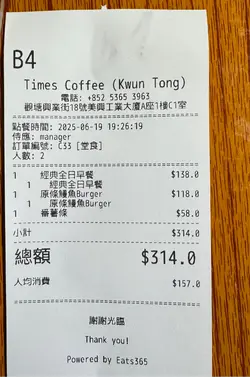 B4
Times Coffee (Kwun Tong)
電話: +852 5365 3963
觀塘興業街18號美興工業大廈A座1樓C1室
點餐時間: 2025-06-19 19:26:19
侍應: manager
訂單編號: C33 [堂食]
人數: 2
1 經典全日早餐 $138.0
1 經典全日早餐
1 原條鰻魚Burger $118.0
1 原條鰻魚Burger
1 番薯條 $58.0
小計 $314.0
總額 $314.0
人均消費 $157.0
謝謝光臨
Thank you!
Powered by Eats365